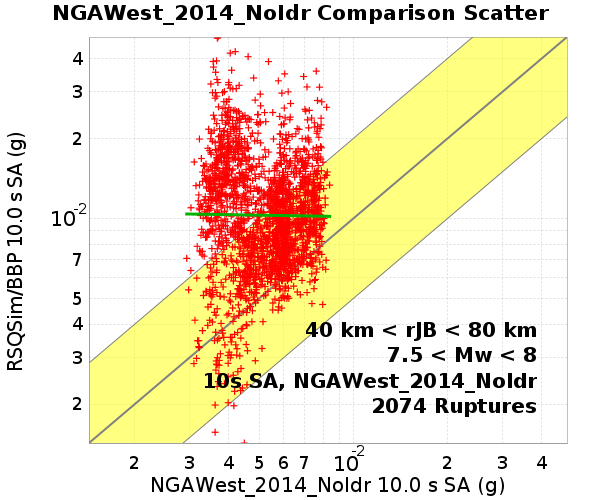 NGAWest_2014_NoIdr Comparison Scatter
RSQSim/BBP 10.0 s SA (g)
4
3
2
10-2
7
5
4
3
2
40 km < rJB < 80 km
7.5 < Mw < 8
10s SA, NGAWest_2014_NoIdr
2074 Ruptures
2 3 4 5 6 7 10-2 2 3 4
NGAWest_2014_NoIdr 10.0 s SA (g)